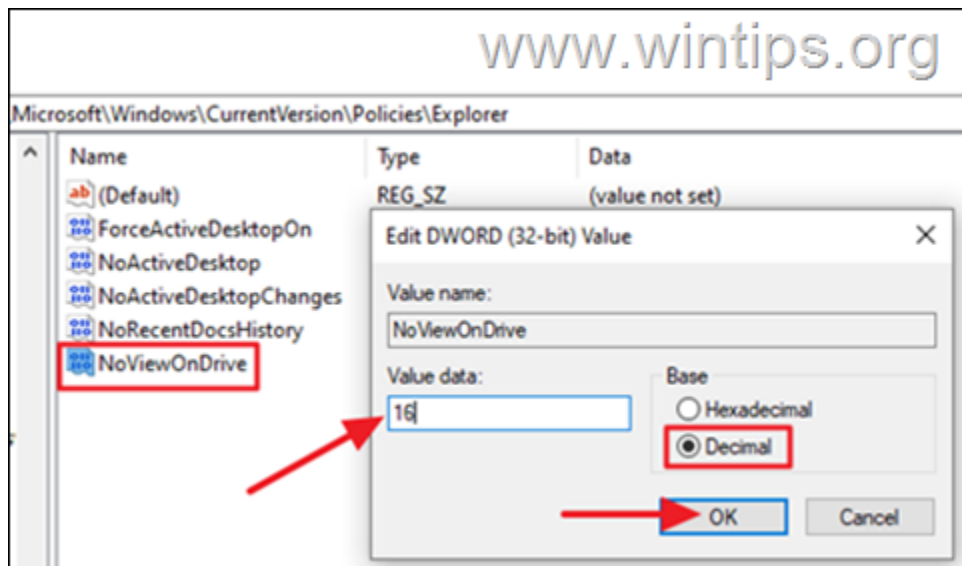 www.wintips.org
\Microsoft\Windows\CurrentVersion\Policies\Explorer
Name Type Data
ab (Default) REG_SZ (value not set)
ForceActiveDesktopOn
NoActiveDesktop
NoActiveDesktopChanges
NoRecentDocsHistory
NoViewOnDrive
Edit DWORD (32-bit) Value
Value name:
NoViewOnDrive
Value data:
16
Base
Hexadecimal
Decimal
OK Cancel